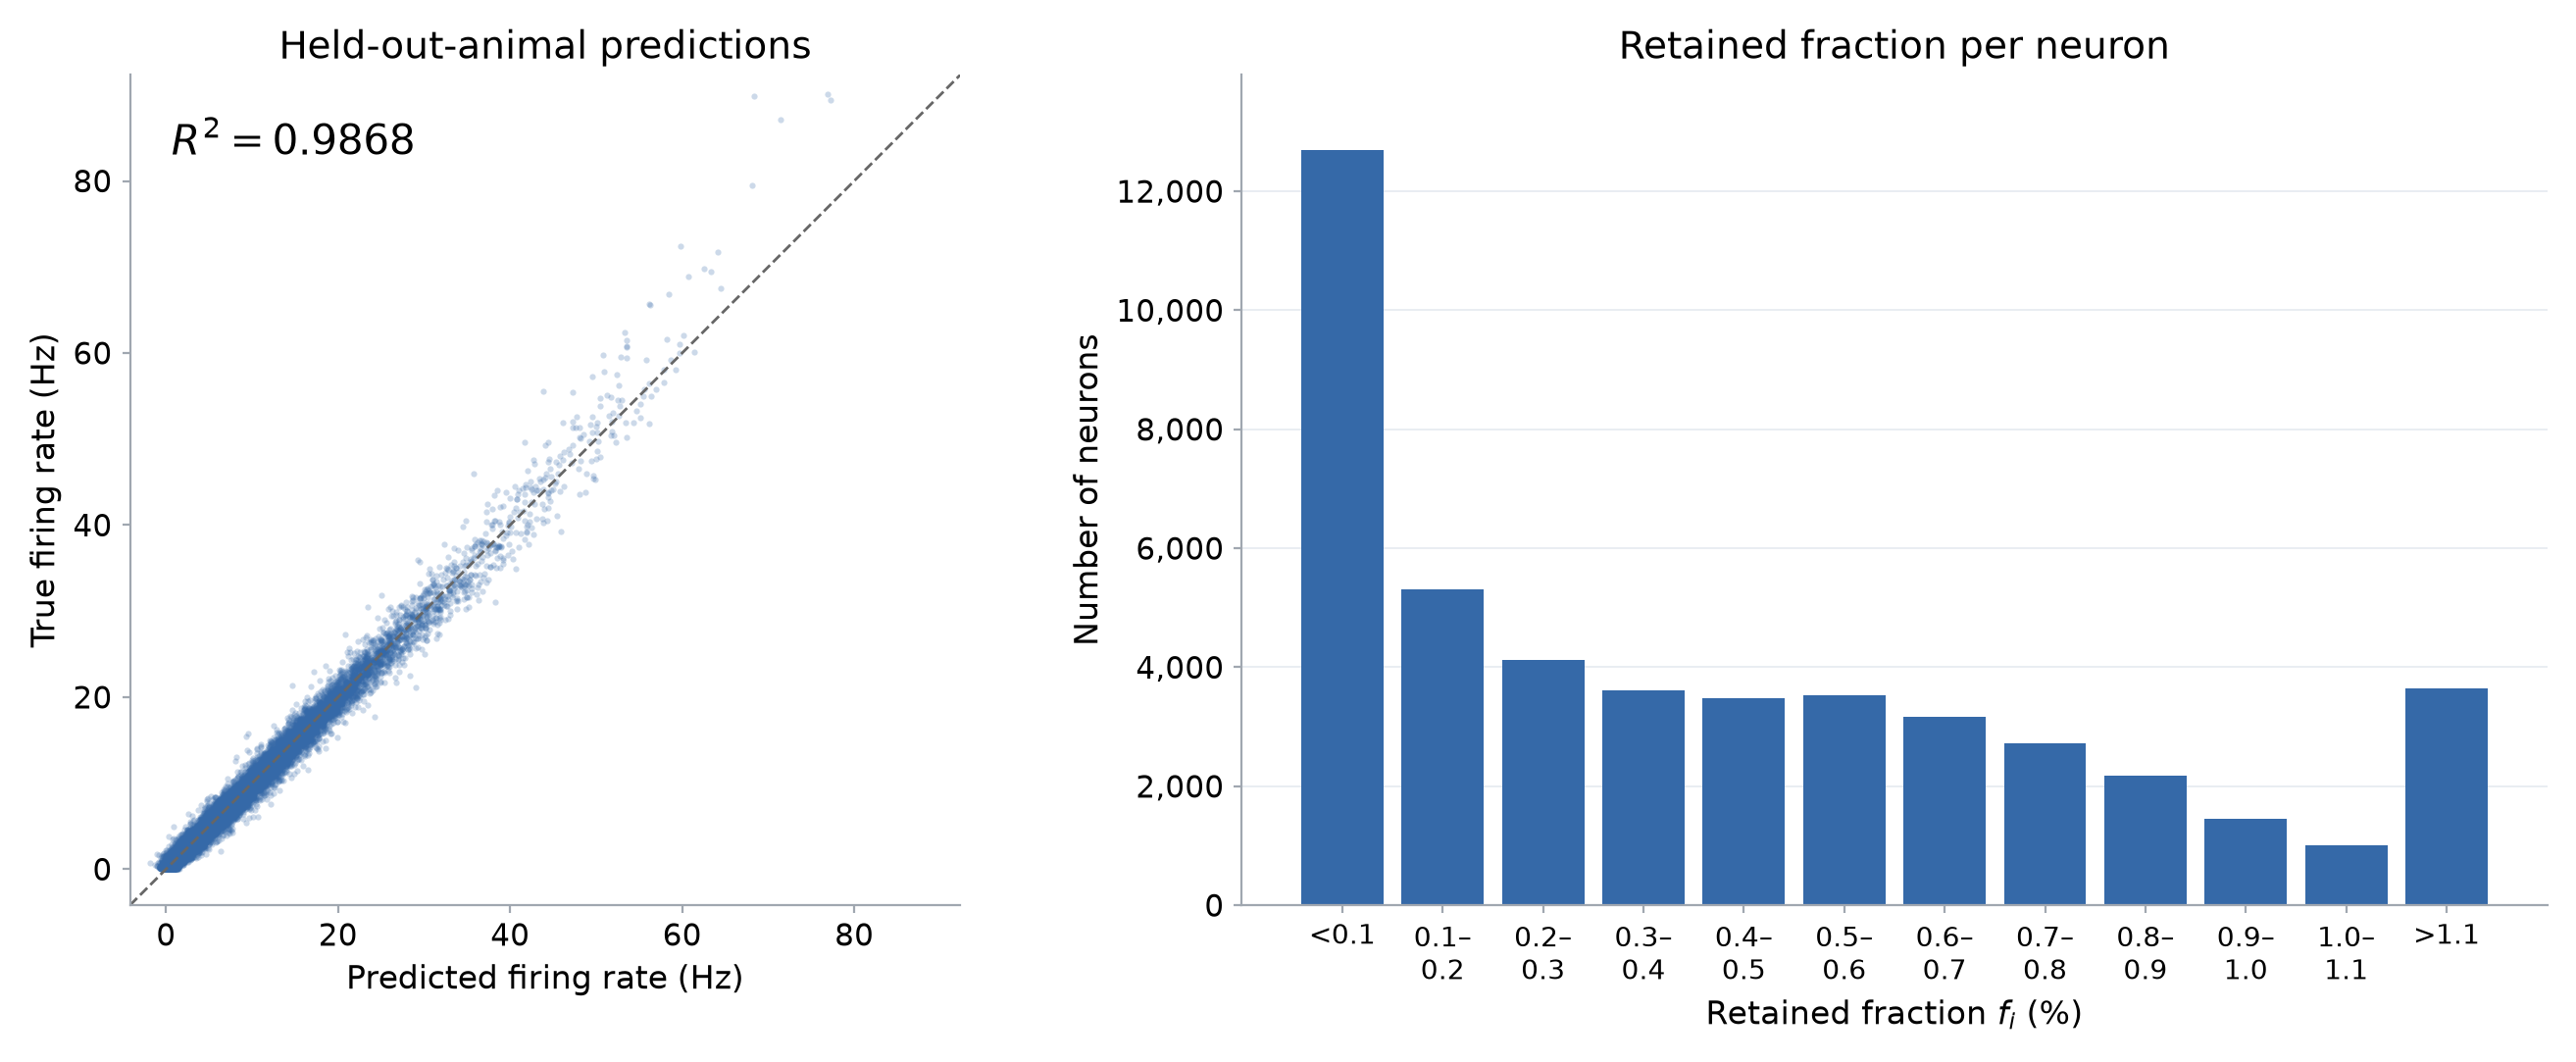 Held-out-animal predictions
R² = 0.9868
True firing rate (Hz)
80
60
40
20
0
0 20 40 60 80
Predicted firing rate (Hz)
Retained fraction per neuron
Number of neurons
12,000
10,000
8,000
6,000
4,000
2,000
0
<0.1 0.1– 0.2– 0.3– 0.4– 0.5– 0.6– 0.7– 0.8– 0.9– 1.0– >1.1
0.2 0.3 0.4 0.5 0.6 0.7 0.8 0.9 1.0 1.1
Retained fraction fᵢ (%)